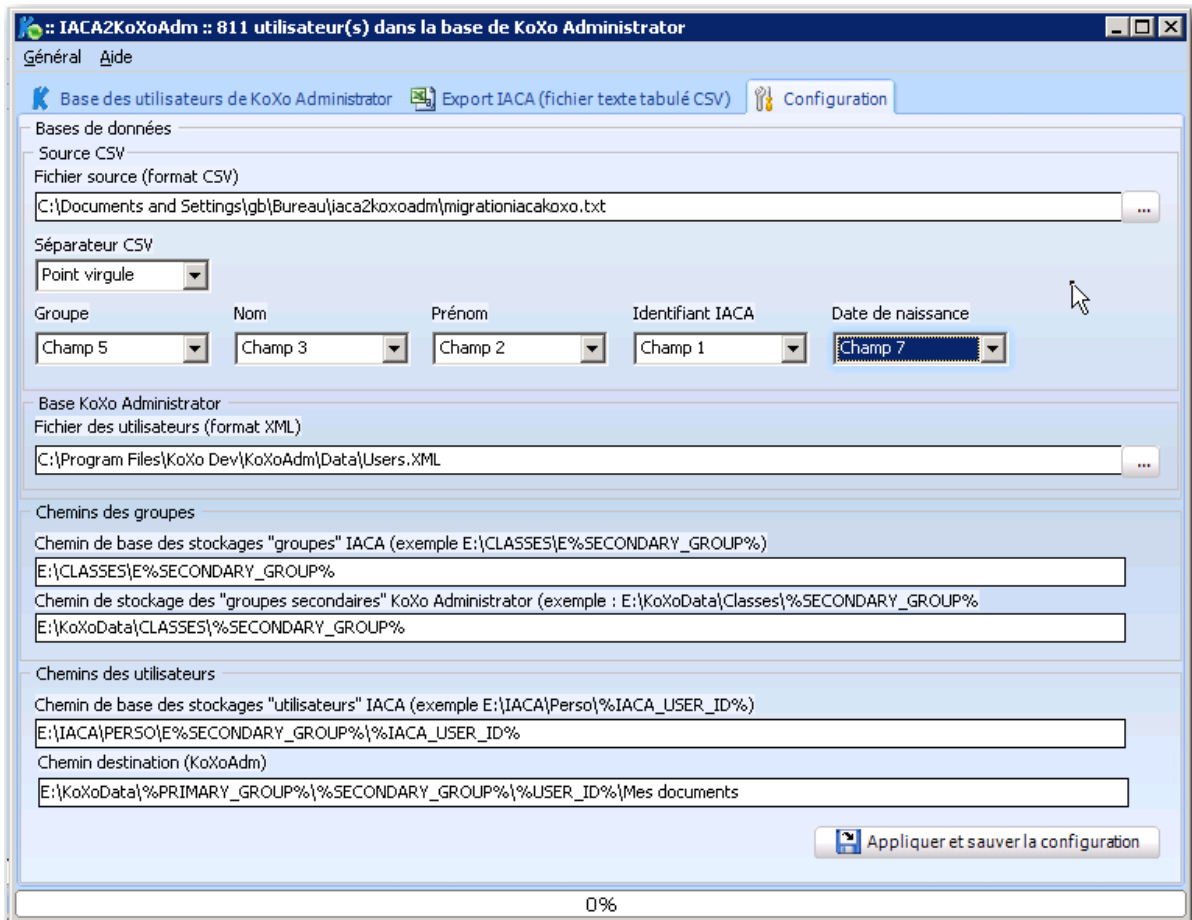 :: IACA2KoXoAdm :: 811 utilisateur(s) dans la base de KoXo Administrator
Général Aide
Base des utilisateurs de KoXo Administrator Export IACA (fichier texte tabulé CSV) Configuration
Bases de données
Source CSV
Fichier source (format CSV)
C:\Documents and Settings\gb\Bureau\iaca2koxoadm\migrationiacakoxo.txt ...
Séparateur CSV
Point virgule
Groupe Nom Prénom Identifiant IACA Date de naissance
Champ 5 Champ 3 Champ 2 Champ 1 Champ 7
Base KoXo Administrator
Fichier des utilisateurs (format XML)
C:\Program Files\KoXo Dev\KoXoAdm\Data\Users.XML ...
Chemins des groupes
Chemin de base des stockages "groupes" IACA (exemple E:\CLASSES\E%SECONDARY_GROUP%)
E:\CLASSES\E%SECONDARY_GROUP%
Chemin de stockage des "groupes secondaires" KoXo Administrator (exemple : E:\KoXoData\Classes\%SECONDARY_GROUP%
E:\KoXoData\CLASSES\%SECONDARY_GROUP%
Chemins des utilisateurs
Chemin de base des stockages "utilisateurs" IACA (exemple E:\IACA\Perso\%IACA_USER_ID%)
E:\IACA\PERSO\E%SECONDARY_GROUP%\%IACA_USER_ID%
Chemin destination (KoXoAdm)
E:\KoXoData\%PRIMARY_GROUP%\%SECONDARY_GROUP%\%USER_ID%\Mes documents
Appliquer et sauver la configuration
0%